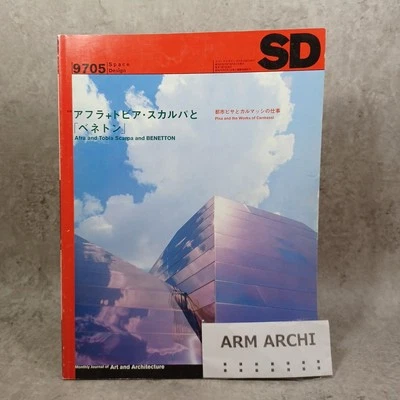 9705
Space
Design
SD
アフラ+トビア・スカルパと
「ベネトン」
Afra and Tobia Scarpa and BENETTON
都市ピサとカルマッシの仕事
Pisa and the Works of Carmassi
Monthly Journal of Art and Architecture
ARM ARCHI